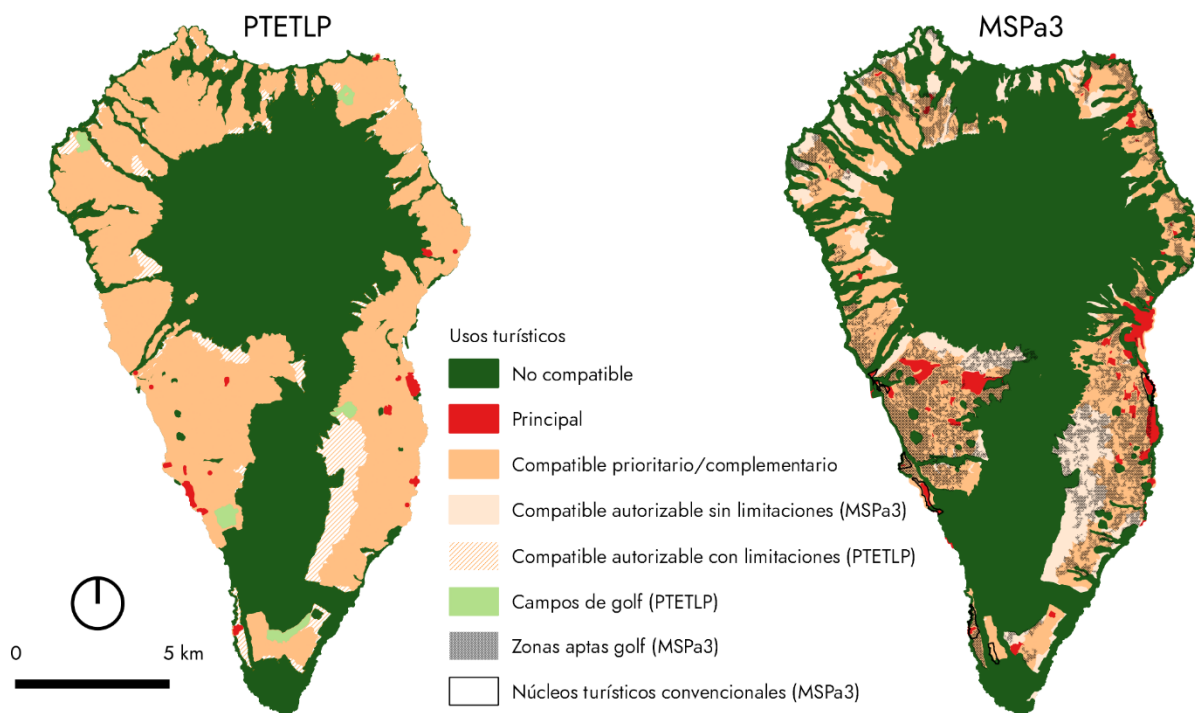 PTETLP
MSPa3
Usos turísticos
No compatible
Principal
Compatible prioritario/complementario
Compatible autorizable sin limitaciones (MSPa3)
Compatible autorizable con limitaciones (PTETLP)
Campos de golf (PTETLP)
Zonas aptas golf (MSPa3)
Núcleos turísticos convencionales (MSPa3)
0 5 km